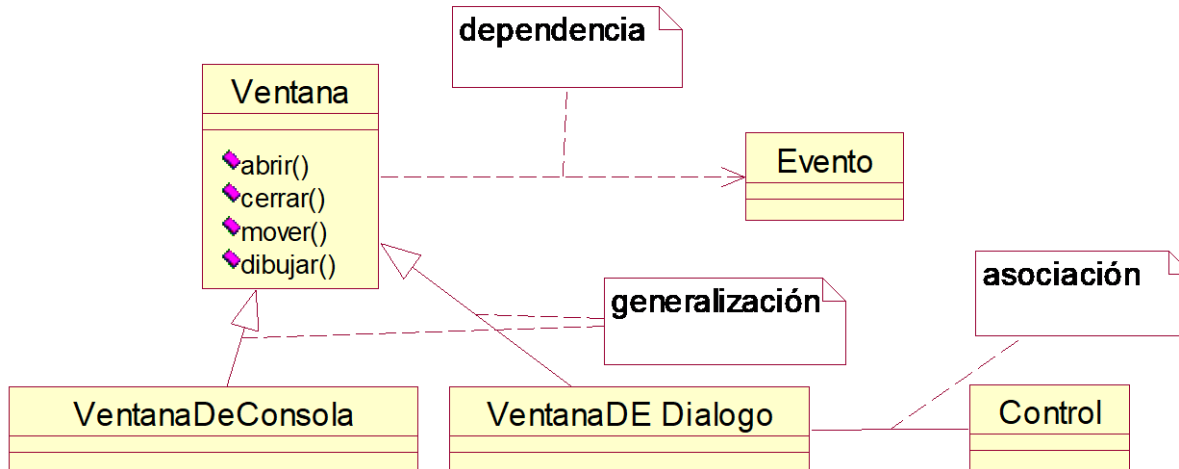 dependencia
Ventana
abrir()
cerrar()
mover()
dibujar()
Evento
generalización
asociación
VentanaDeConsola
VentanaDE Dialogo
Control